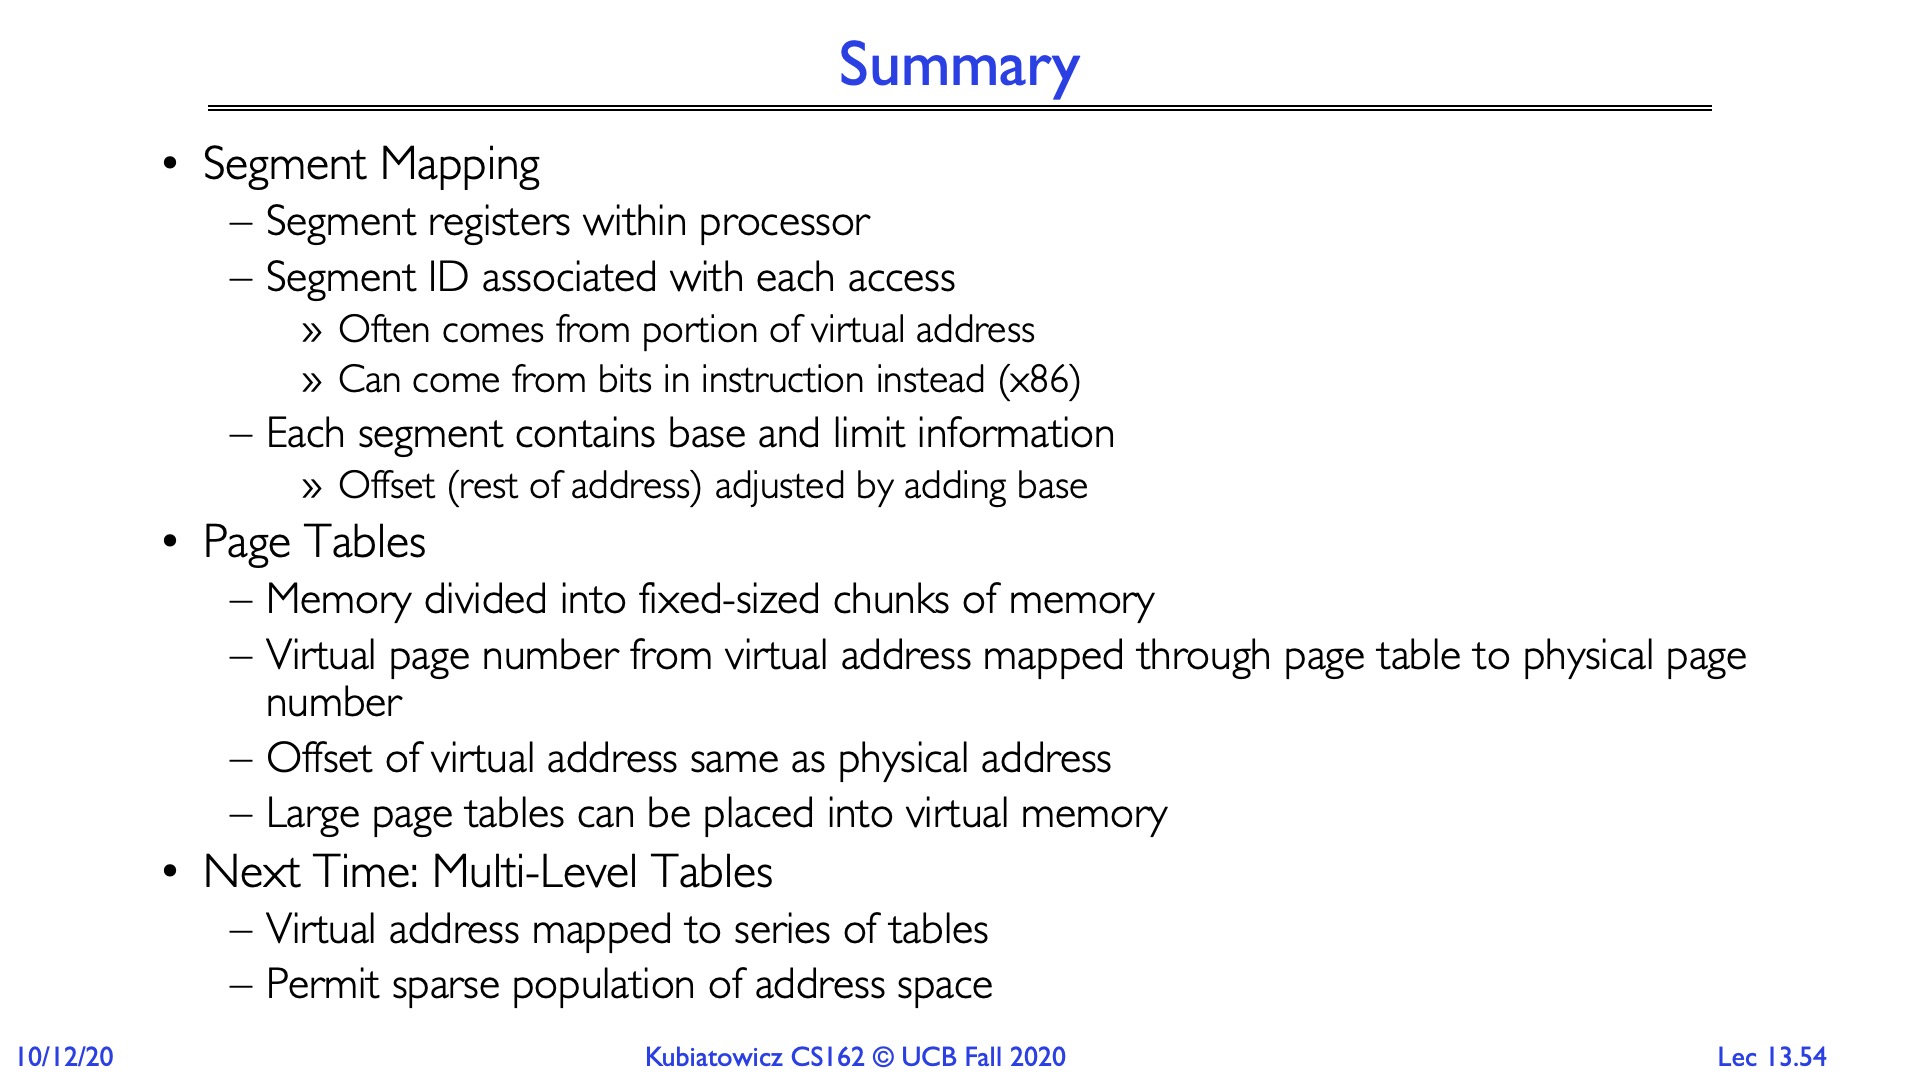 Summary
• Segment Mapping
– Segment registers within processor
– Segment ID associated with each access
» Often comes from portion of virtual address
» Can come from bits in instruction instead (x86)
– Each segment contains base and limit information
» Offset (rest of address) adjusted by adding base
• Page Tables
– Memory divided into fixed-sized chunks of memory
– Virtual page number from virtual address mapped through page table to physical page
number
– Offset of virtual address same as physical address
– Large page tables can be placed into virtual memory
• Next Time: Multi-Level Tables
– Virtual address mapped to series of tables
– Permit sparse population of address space
10/12/20
Kubiatowicz CS162 © UCB Fall 2020
Lec 13.54